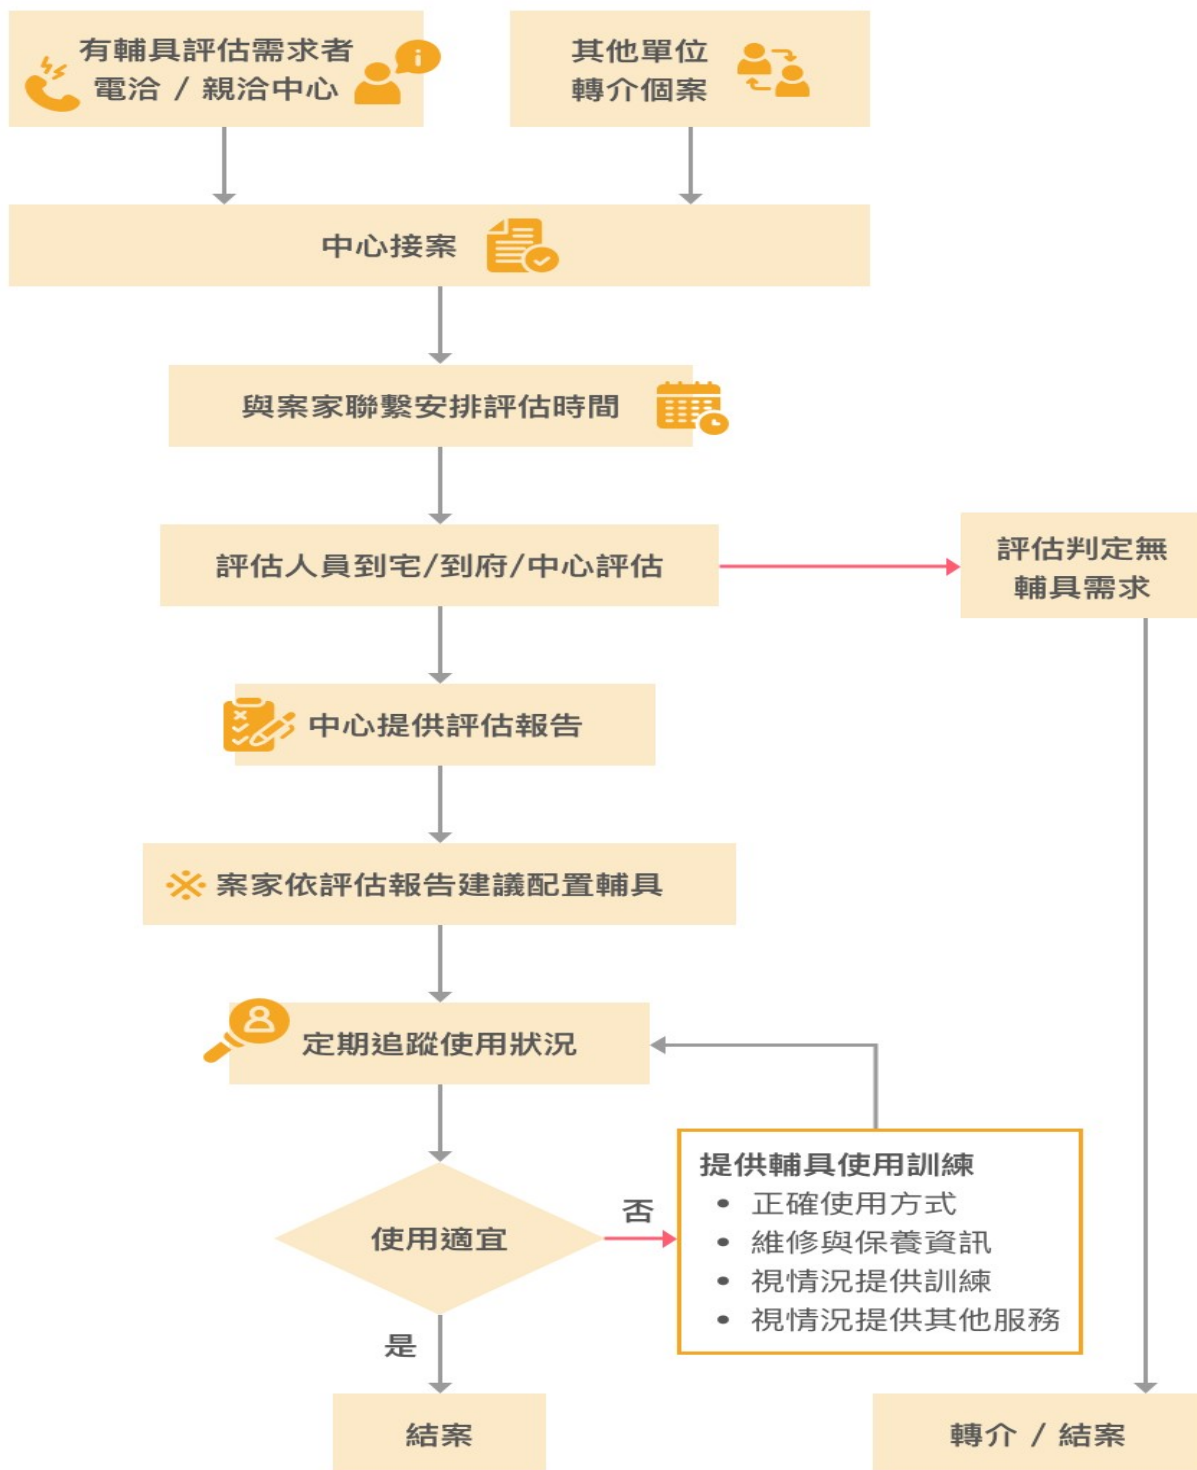 有輔具評估需求者
電洽 / 親洽中心
其他單位
轉介個案
中心接案
與案家聯繫安排評估時間
評估人員到宅/到府/中心評估
評估判定無
輔具需求
中心提供評估報告
※ 案家依評估報告建議配置輔具
定期追蹤使用狀況
使用適宜
否
提供輔具使用訓練
• 正確使用方式
• 維修與保養資訊
• 視情況提供訓練
• 視情況提供其他服務
是
結案
轉介 / 結案